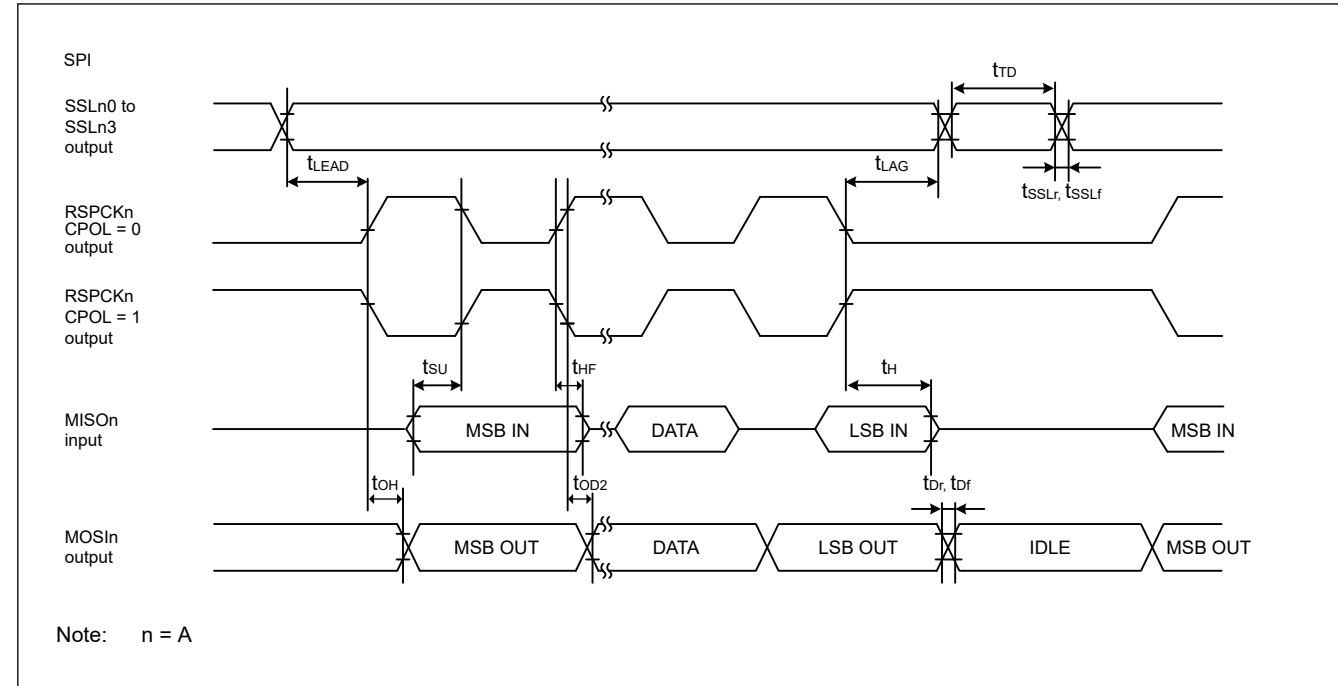 SPI
SSLn0 to
SSLn3
output
tTD
tLEAD
tLAG
tSSLr, tSSLf
RSPCKn
CPOL = 0
output
RSPCKn
CPOL = 1
output
tSU
tHF
tH
MISOn
input
MSB IN
DATA
LSB IN
MSB IN
tOH
tOD2
tDr, tDf
MOSIn
output
MSB OUT
DATA
LSB OUT
IDLE
MSB OUT
Note: n = A